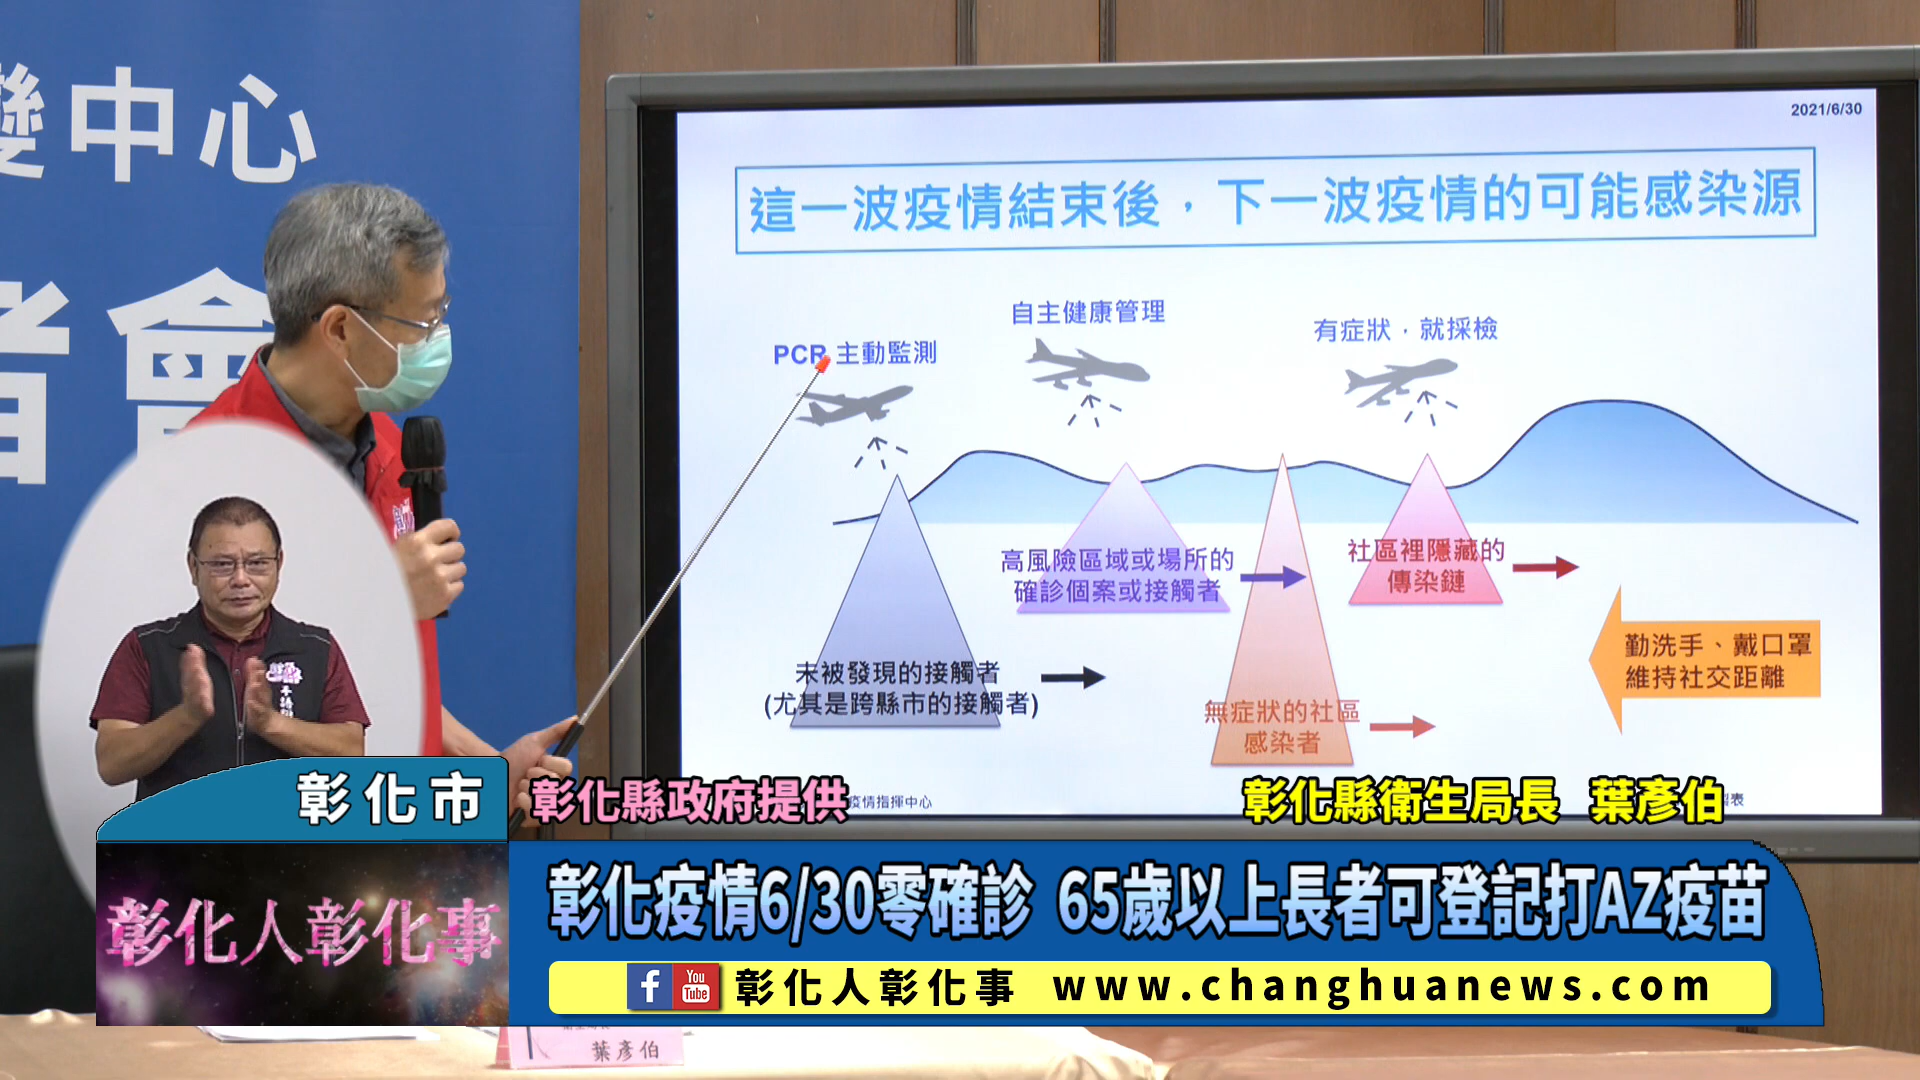 變中心
者會
2021/6/30
這一波疫情結束後，下一波疫情的可能感染源
PCR 主動監測
自主健康管理
有症狀，就採檢
高風險區域或場所的
確診個案或接觸者
社區裡隱藏的
傳染鏈
未被發現的接觸者
(尤其是跨縣市的接觸者)
無症狀的社區
感染者
勤洗手、戴口罩
維持社交距離
疫情指揮中心
製表
彰化市
彰化縣政府提供
彰化縣衛生局長 葉彥伯
彰化人彰化事
彰化疫情6/30零確診 65歲以上長者可登記打AZ疫苗
f You Tube 彰化人彰化事 www.changhuanews.com
葉彥伯